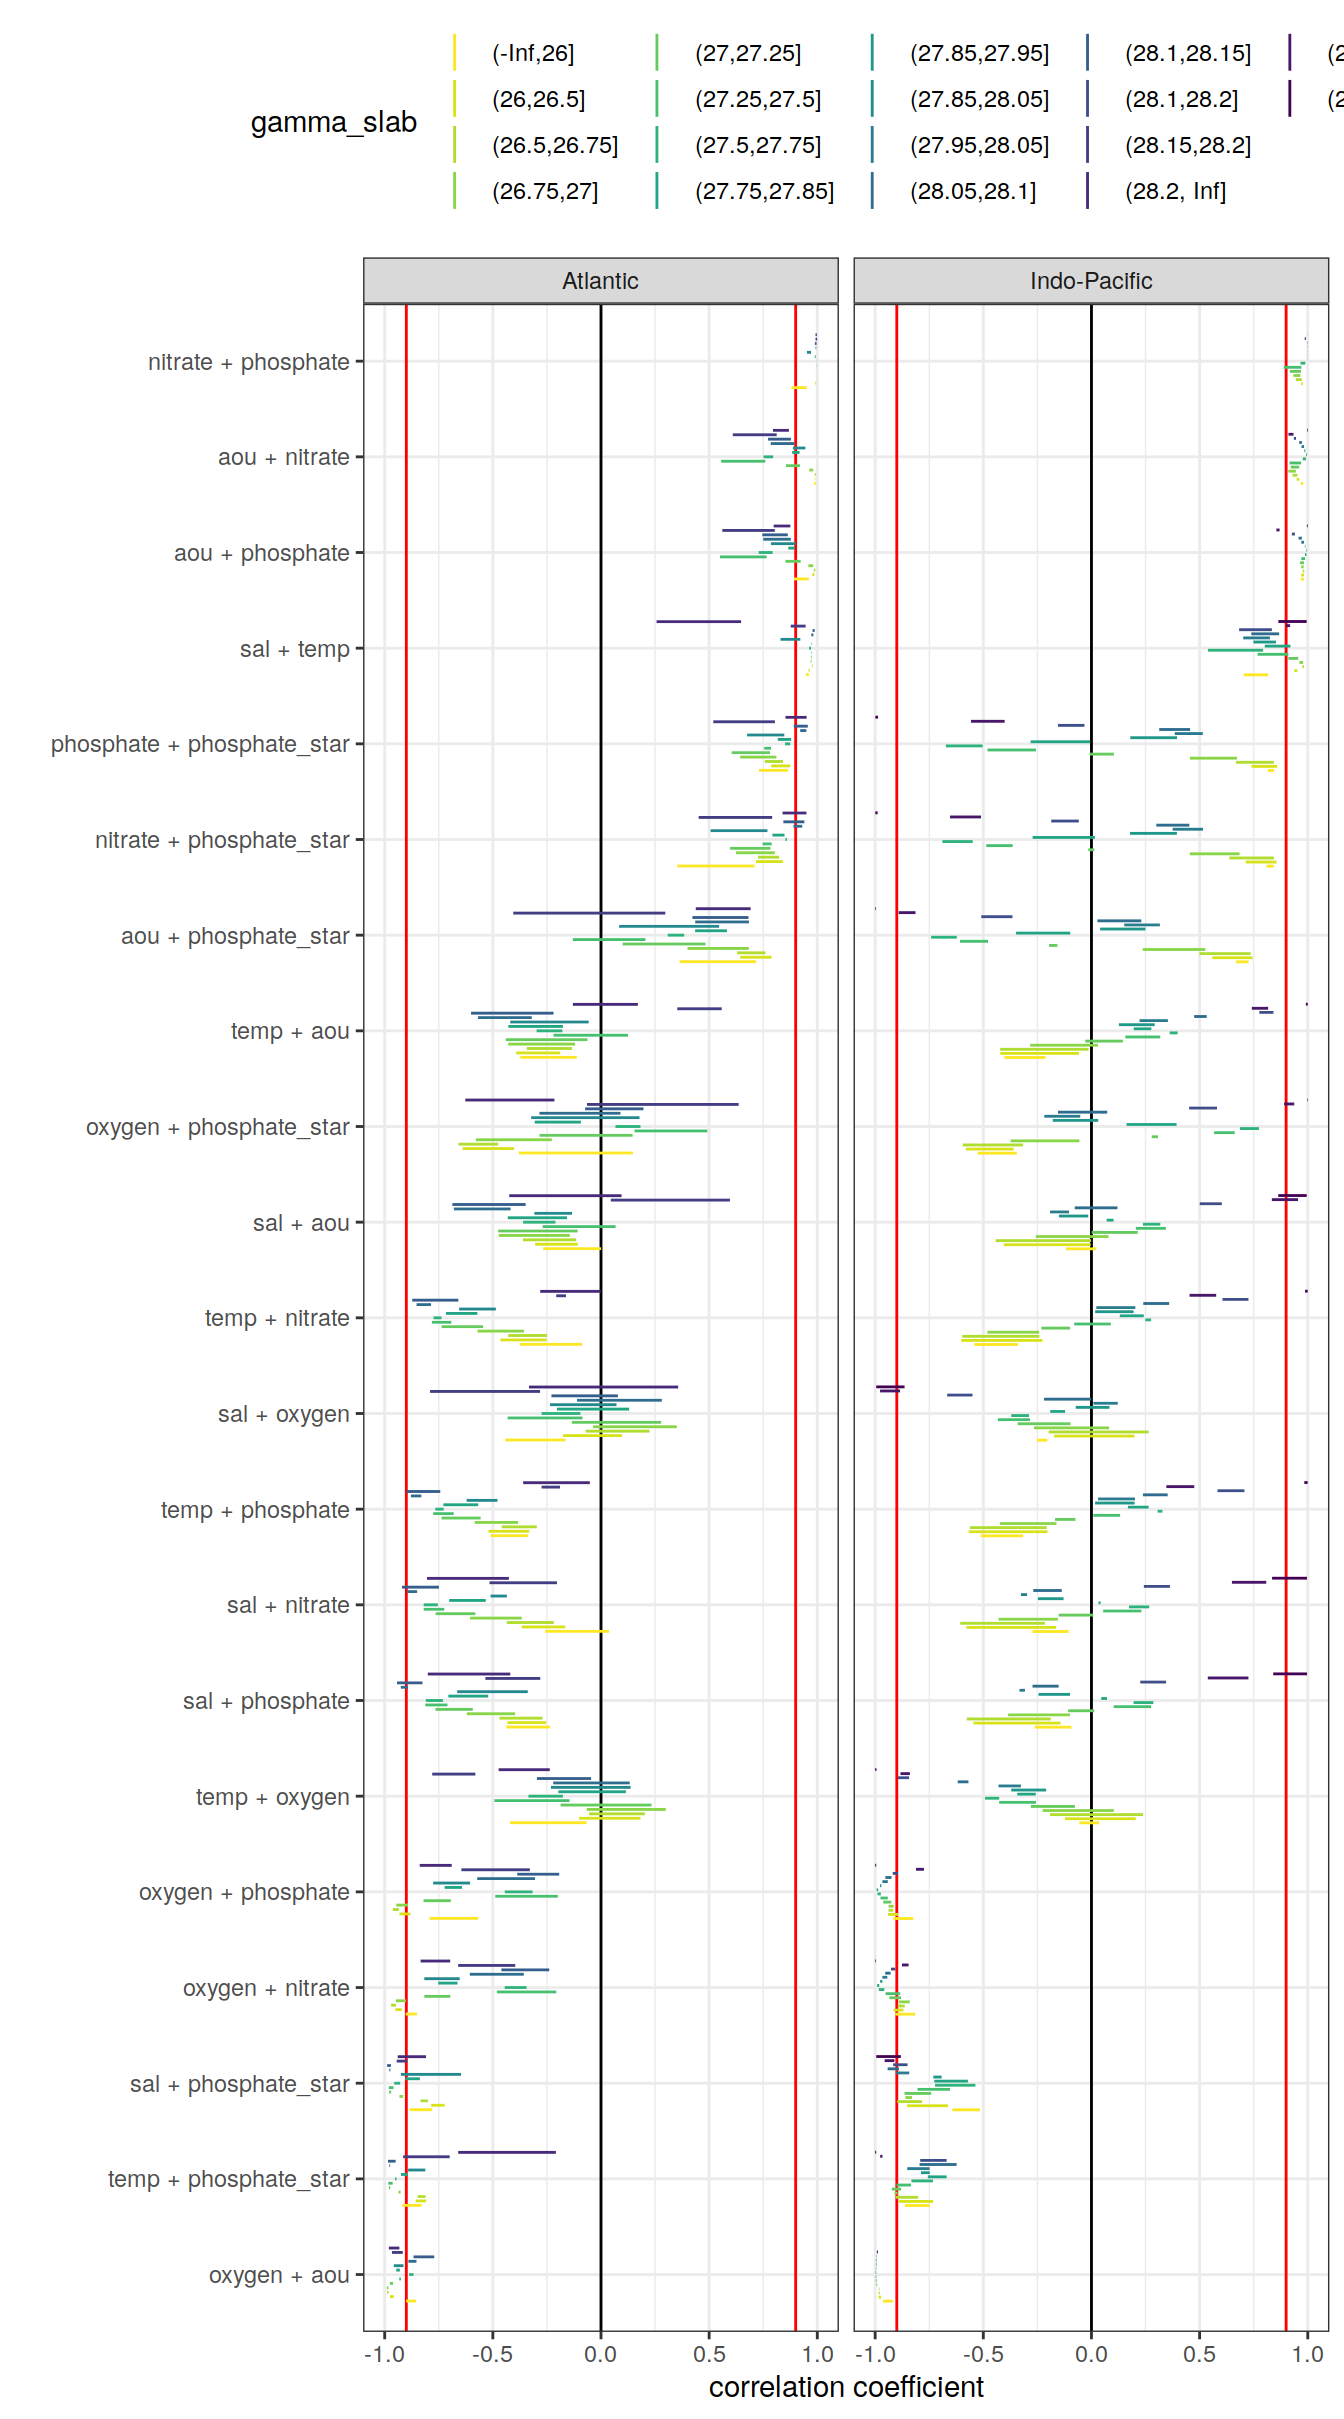 gamma_slab
(-Inf,26]
(26,26.5]
(26.5,26.75]
(26.75,27]
(27,27.25]
(27.25,27.5]
(27.5,27.75]
(27.75,27.85]
(27.85,27.95]
(27.85,28.05]
(27.95,28.05]
(28.05,28.1]
(28.1,28.15]
(28.1,28.2]
(28.15,28.2]
(28.2, Inf]
Atlantic
Indo-Pacific
nitrate + phosphate
aou + nitrate
aou + phosphate
sal + temp
phosphate + phosphate_star
nitrate + phosphate_star
aou + phosphate_star
temp + aou
oxygen + phosphate_star
sal + aou
temp + nitrate
sal + oxygen
temp + phosphate
sal + nitrate
sal + phosphate
temp + oxygen
oxygen + phosphate
oxygen + nitrate
sal + phosphate_star
temp + phosphate_star
oxygen + aou
-1.0 -0.5 0.0 0.5 1.0
-1.0 -0.5 0.0 0.5 1.0
correlation coefficient